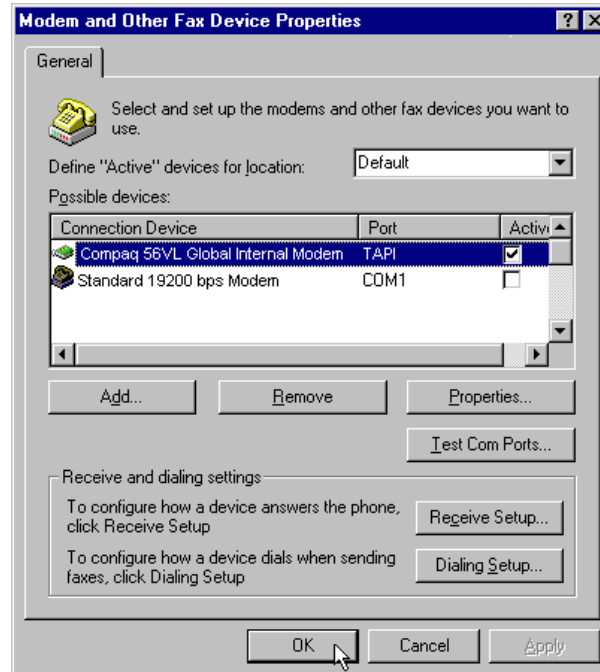 Modem and Other Fax Device Properties
General
Select and set up the modems and other fax devices you want to
use.
Define "Active" devices for location: Default
Possible devices:
Connection Device Port Activ
Compaq 56VL Global Internal Modem TAPI
Standard 19200 bps Modem COM1
Add... Remove Properties...
Test Com Ports...
Receive and dialing settings
To configure how a device answers the phone,
click Receive Setup
Receive Setup...
To configure how a device dials when sending
faxes, click Dialing Setup
Dialing Setup...
OK Cancel Apply